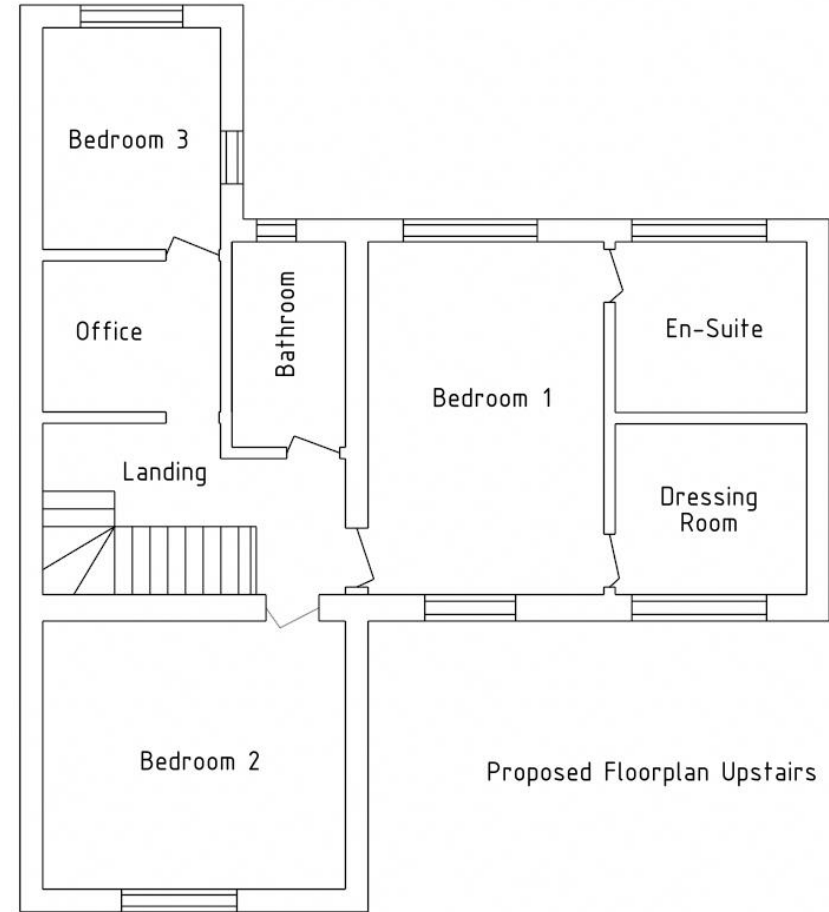 Bedroom 3
Office
Bathroom
En-Suite
Bedroom 1
Landing
Dressing
Room
Bedroom 2
Proposed Floorplan Upstairs